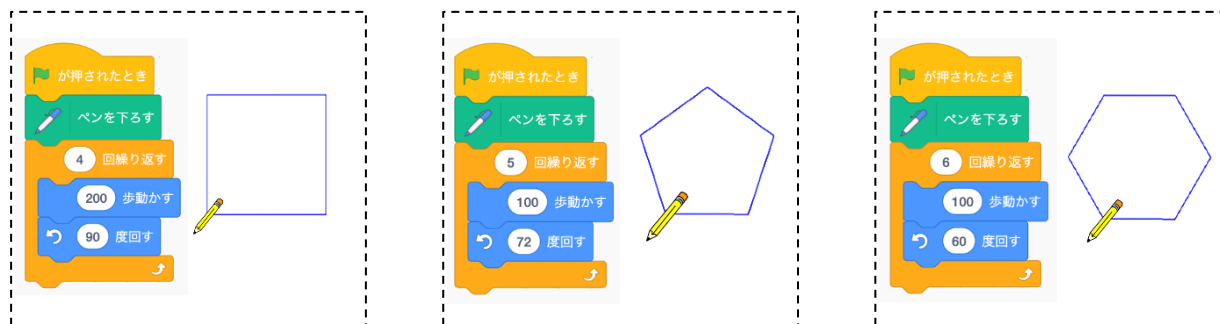 が押されたとき
ペンを下ろす
4 回繰り返す
200 歩動かす
90 度回す
が押されたとき
ペンを下ろす
5 回繰り返す
100 歩動かす
72 度回す
が押されたとき
ペンを下ろす
6 回繰り返す
100 歩動かす
60 度回す